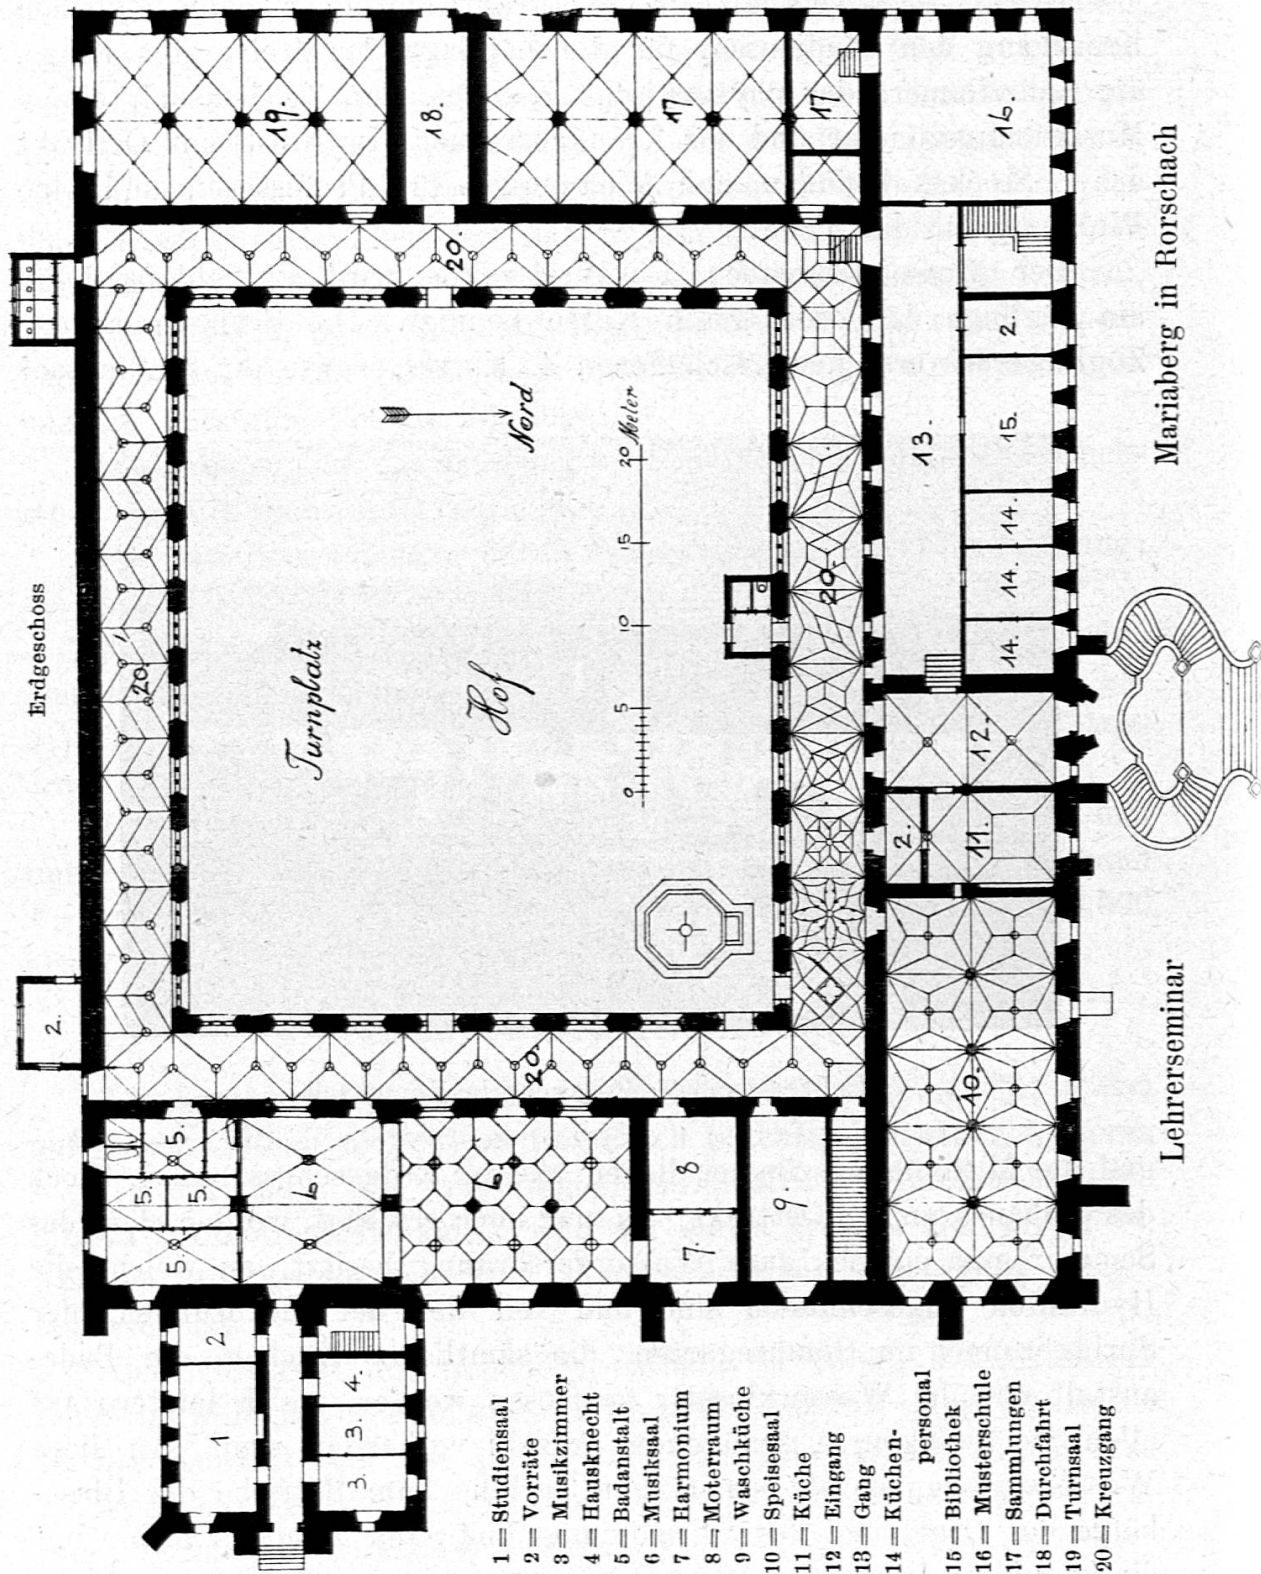 Erdgeschoss
Lehrerseminar Mariaberg in Rorschach
Turnplatz
Hof
Nord
0 5 10 15 20 Meter
1 = Studiensaal
2 = Vorräte
3 = Musikzimmer
4 = Hausknecht
5 = Badanstalt
6 = Musiksaal
7 = Harmonium
8 = Moterraum
9 = Waschküche
10 = Speisesaal
11 = Küche
12 = Eingang
13 = Gang
14 = Küchen-
personal
15 = Bibliothek
16 = Musterschule
17 = Sammlungen
18 = Durchfahrt
19 = Turnsaal
20 = Kreuzgang
2.
20.
5.
5.
5.
5.
6.
6.
7.
8
9.
20.
2
1
3.
3.
4.
10.
2.
11.
12.
20.
14.
14.
14.
15.
2.
13.
16.
17
17
18.
19.
20.